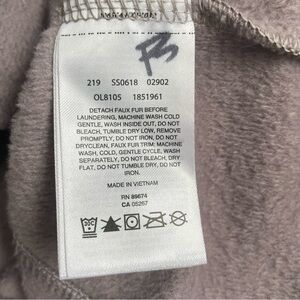 F5
219 SS0618 02902
OL8105 1851961
DETACH FAUX FUR BEFORE
LAUNDERING, MACHINE WASH COLD
GENTLE, WASH INSIDE OUT, DO NOT
BLEACH, TUMBLE DRY LOW, REMOVE
PROMPTLY, DO NOT IRON, DO NOT
DRYCLEAN, FAUX FUR TRIM: MACHINE
WASH, COLD, GENTLE CYCLE, WASH
SEPARATELY, DO NOT BLEACH, DRY
FLAT, DO NOT TUMBLE DRY, DO NOT
IRON.
MADE IN VIETNAM
RN 89674
CA 05267
30C